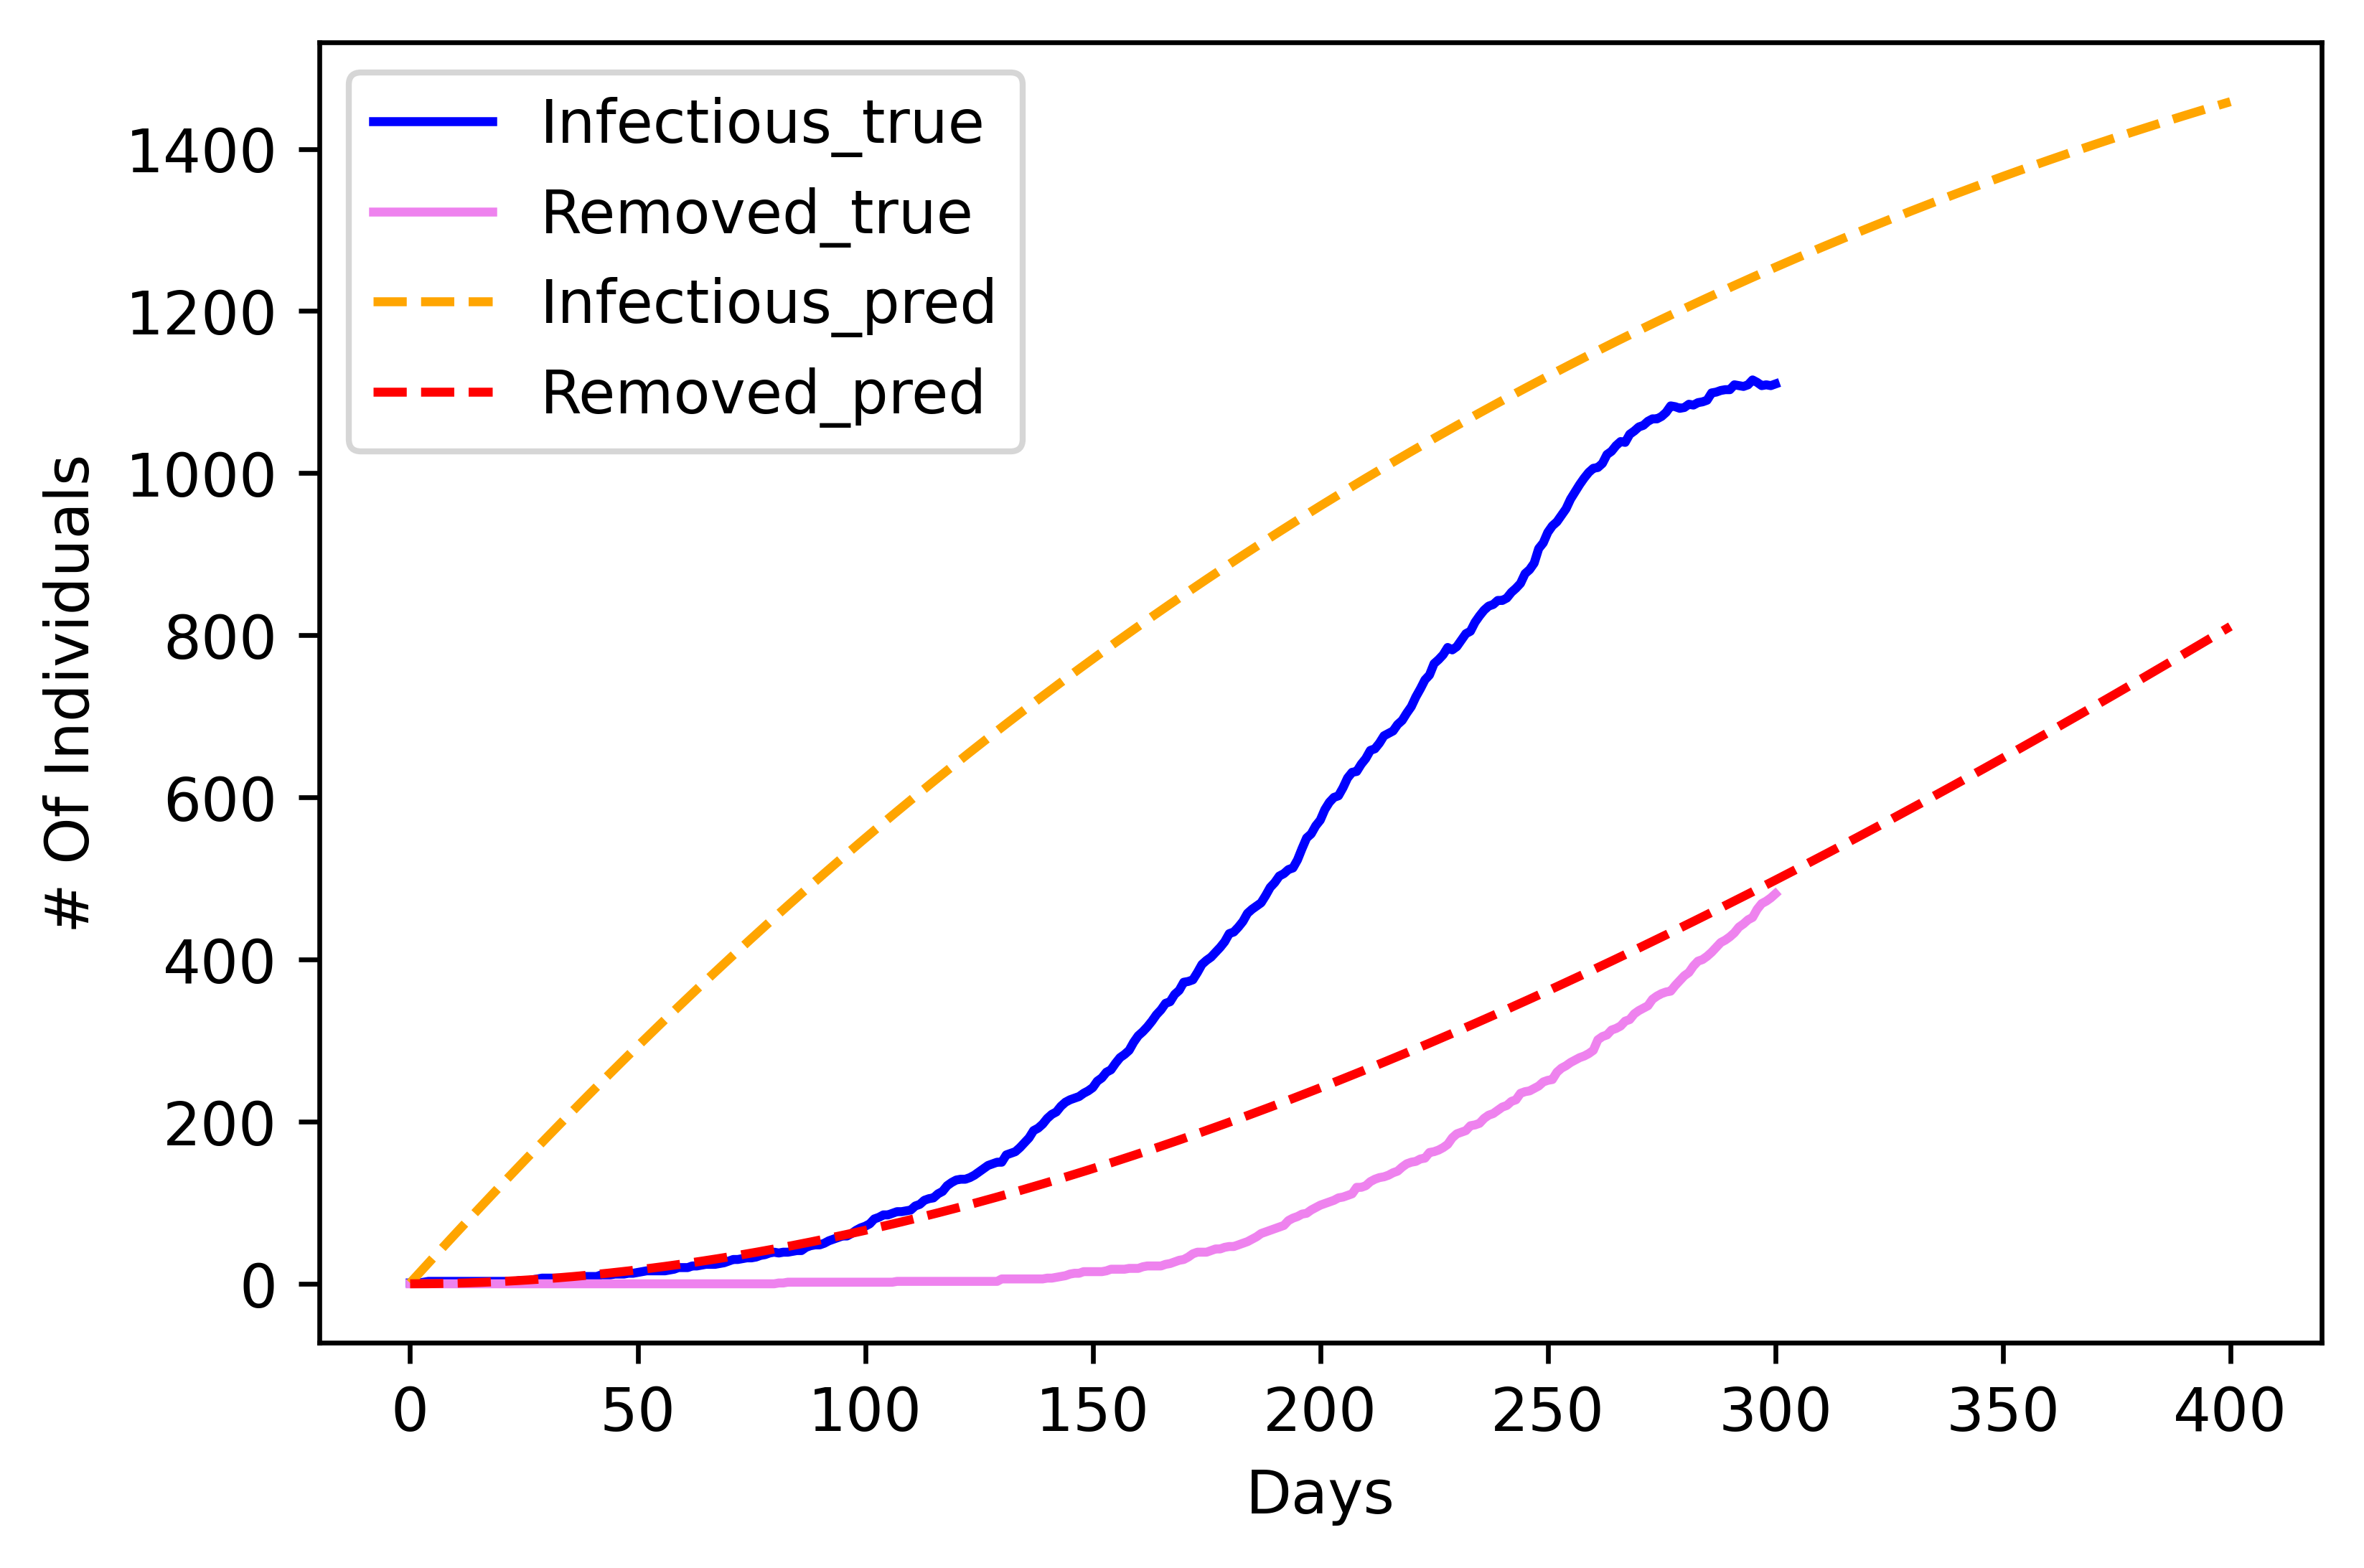 Infectious_true
Removed_true
Infectious_pred
Removed_pred
# Of Individuals
1400
1200
1000
800
600
400
200
0
0 50 100 150 200 250 300 350 400
Days